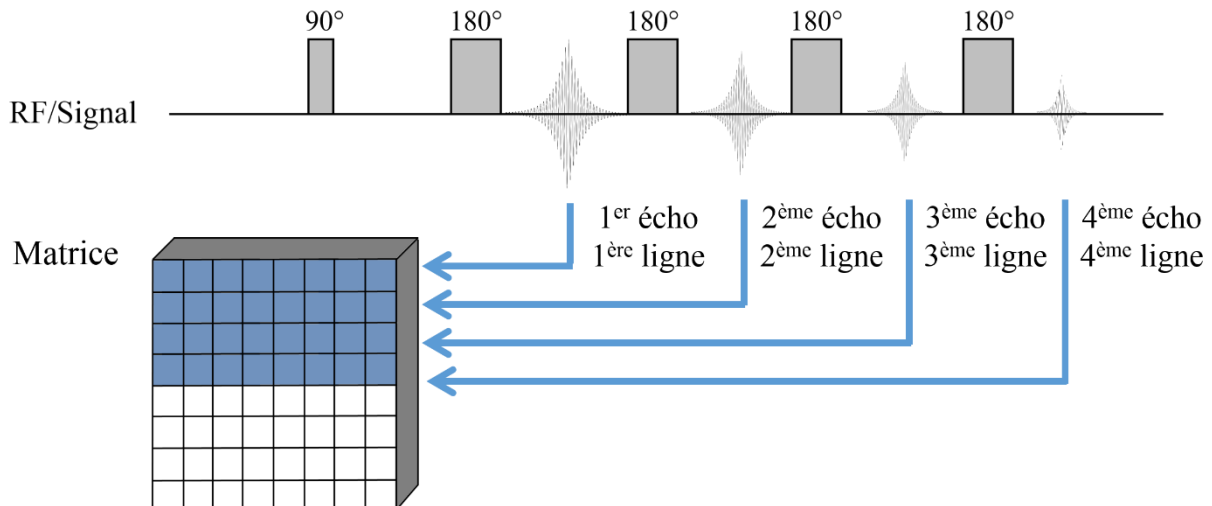 90° 180° 180° 180° 180°
RF/Signal
1er écho 2ème écho 3ème écho 4ème écho
Matrice 1ère ligne 2ème ligne 3ème ligne 4ème ligne